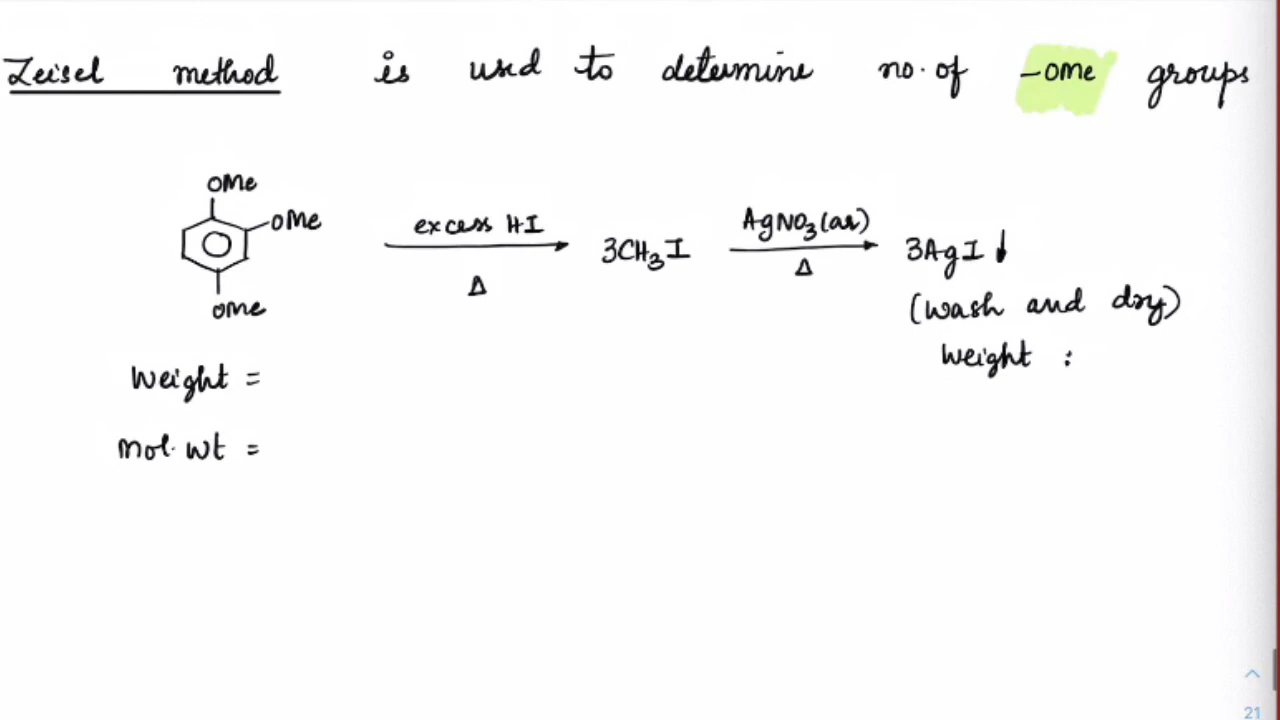 Zeisel method is used to determine no. of -OMe groups
OMe
OMe
OMe
excess HI
Δ
3CH₃I
AgNO₃(aq)
Δ
3AgI↓
(wash and dry)
weight :
weight =
mol. wt =
21